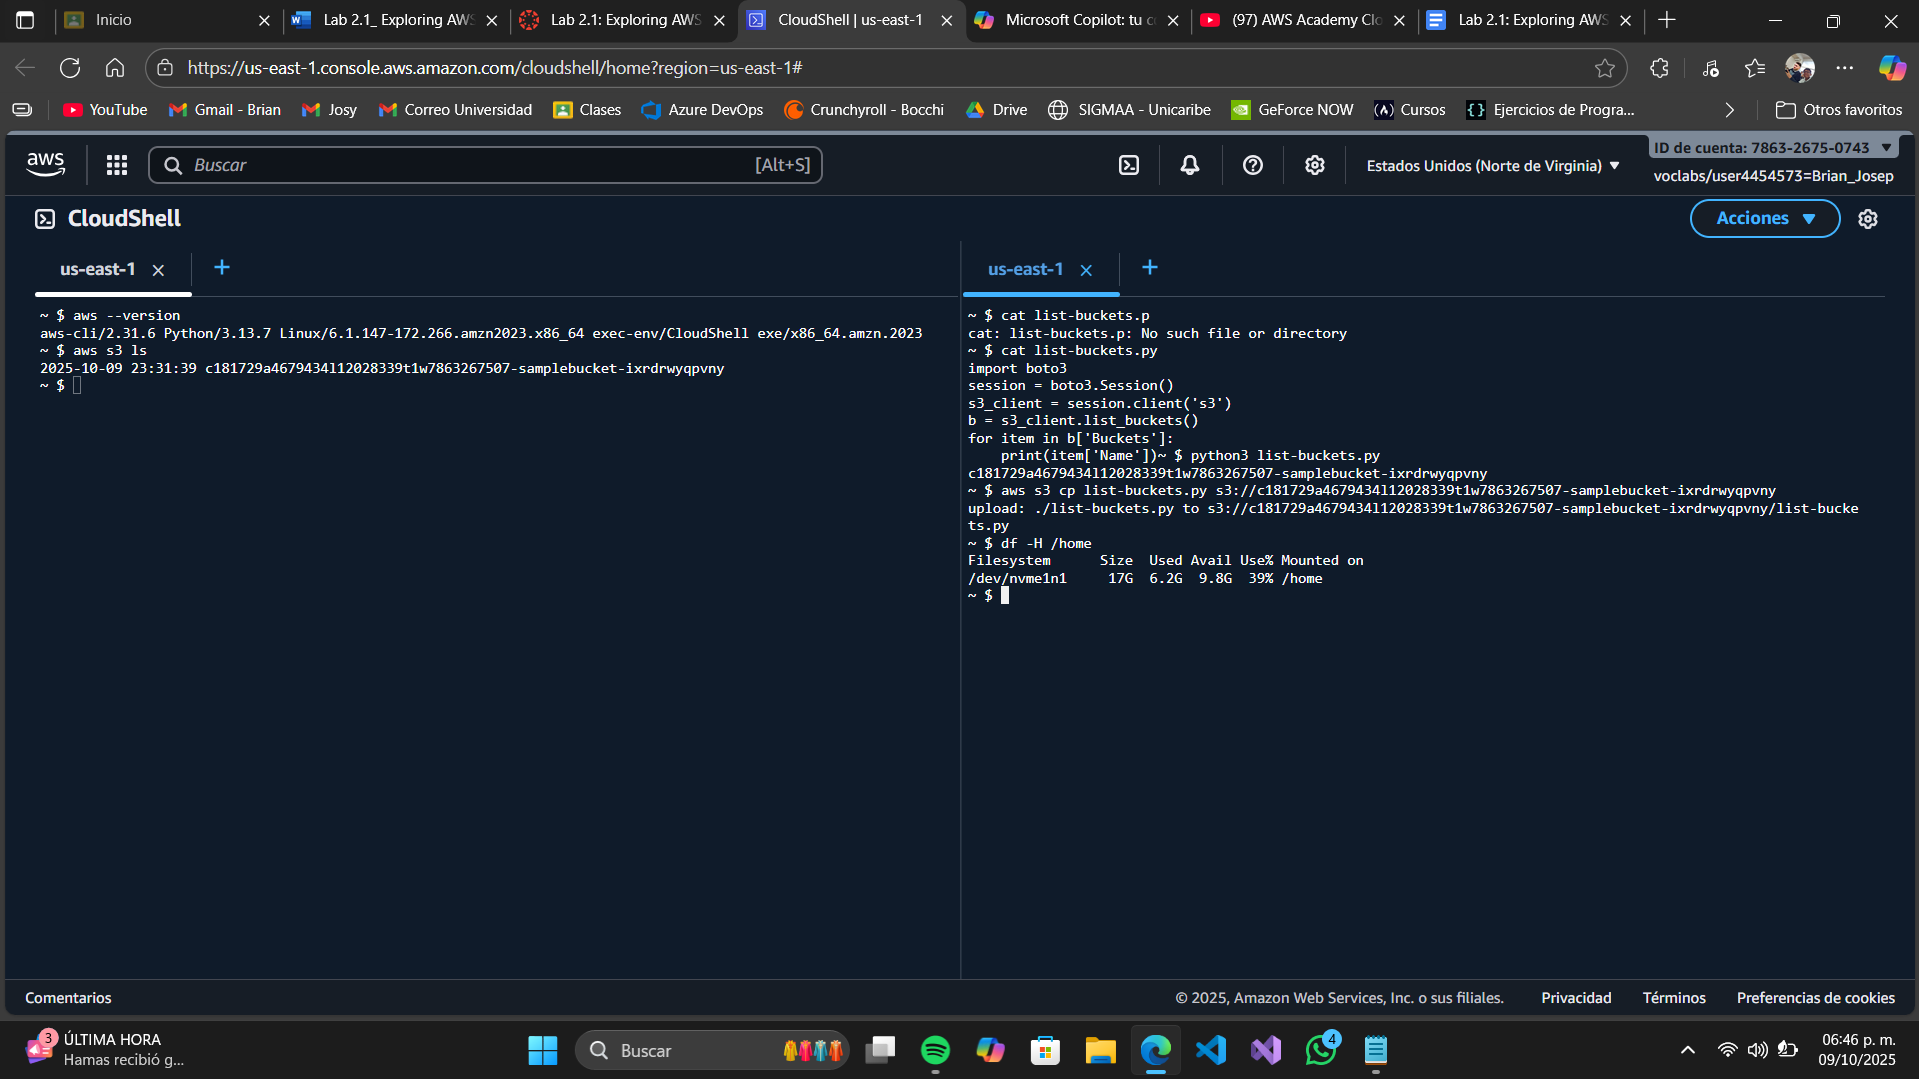 Inicio
Lab 2.1_ Exploring AWS
Lab 2.1: Exploring AWS
CloudShell | us-east-1
Microsoft Copilot: tu c
(97) AWS Academy Clo
Lab 2.1: Exploring AWS
https://us-east-1.console.aws.amazon.com/cloudshell/home?region=us-east-1#
YouTube
Gmail - Brian
Josy
Correo Universidad
Clases
Azure DevOps
Crunchyroll - Bocchi
Drive
SIGMAA - Unicaribe
GeForce NOW
Cursos
Ejercicios de Progra...
Otros favoritos
aws
Buscar
[Alt+S]
Estados Unidos (Norte de Virginia)
ID de cuenta: 7863-2675-0743
voclabs/user4454573=Brian_Josep
CloudShell
Acciones
us-east-1
~ $ aws --version
aws-cli/2.31.6 Python/3.13.7 Linux/6.1.147-172.266.amzn2023.x86_64 exec-env/CloudShell exe/x86_64.amzn.2023
~ $ aws s3 ls
2025-10-09 23:31:39 c181729a4679434l12028339t1w7863267507-samplebucket-ixrdrwyqpvny
~ $
us-east-1
~ $ cat list-buckets.p
cat: list-buckets.p: No such file or directory
~ $ cat list-buckets.py
import boto3
session = boto3.Session()
s3_client = session.client('s3')
b = s3_client.list_buckets()
for item in b['Buckets']:
    print(item['Name'])~ $ python3 list-buckets.py
c181729a4679434l12028339t1w7863267507-samplebucket-ixrdrwyqpvny
~ $ aws s3 cp list-buckets.py s3://c181729a4679434l12028339t1w7863267507-samplebucket-ixrdrwyqpvny
upload: ./list-buckets.py to s3://c181729a4679434l12028339t1w7863267507-samplebucket-ixrdrwyqpvny/list-bucke
ts.py
~ $ df -H /home
Filesystem      Size  Used Avail Use% Mounted on
/dev/nvme1n1     17G  6.2G  9.8G  39% /home
~ $
Comentarios
© 2025, Amazon Web Services, Inc. o sus filiales.
Privacidad
Términos
Preferencias de cookies
3
ÚLTIMA HORA
Hamas recibió g...
Buscar
4
06:46 p. m.
09/10/2025